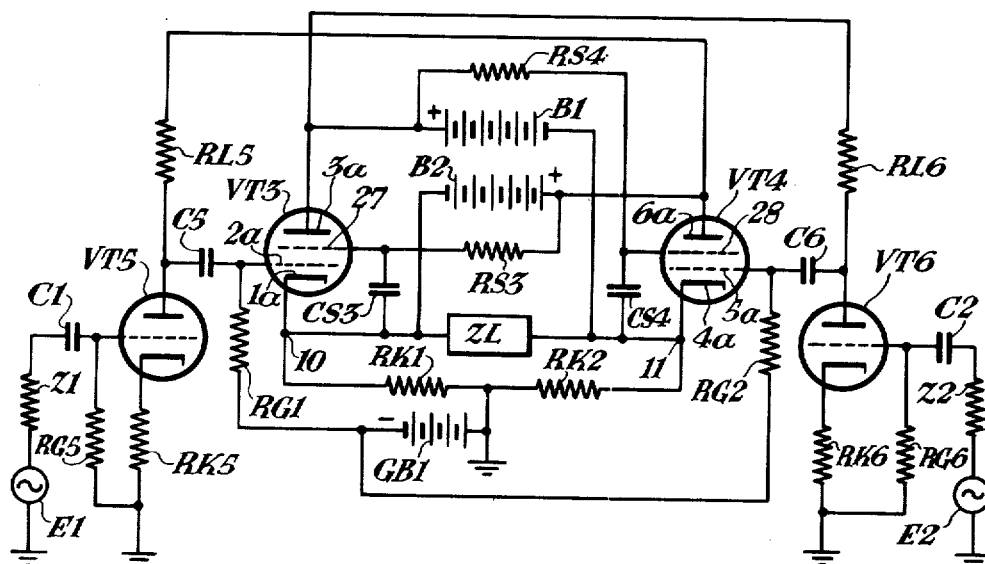 RS4
+
B1
RL5
3a
B2
+
RL6
VT3
27
6a
VT4
28
C5
2a
C6
VT5
1a
RS3
VT6
C1
CS3
CS4
5a
C2
ZL
4a
10
RK1
RK2
11
Z1
RG1
RG2
Z2
RG5
RK5
-
GB1
RK6
RG6
E1
E2